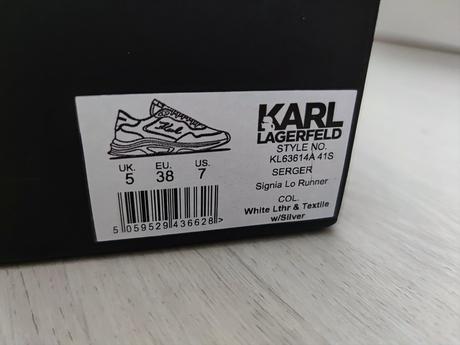 KARL
LAGERFELD
STYLE NO.
KL63614A 41S
SERGER
Signia Lo Runner
COL.
White Lthr & Textile
w/Silver
Karl
UK. EU. US.
5 38 7
5 059529 436628 >